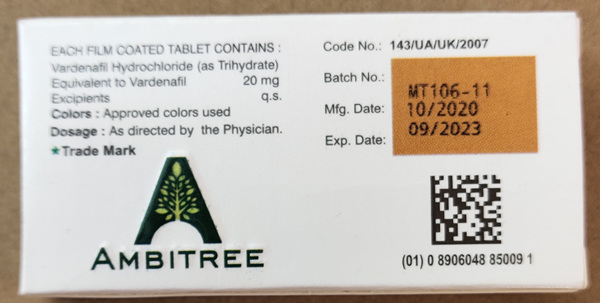 EACH FILM COATED TABLET CONTAINS :
Vardenafil Hydrochloride (as Trihydrate)
Equivalent to Vardenafil 20 mg
Excipients q.s.
Colors : Approved colors used
Dosage : As directed by the Physician.
★Trade Mark
AMBITREE
Code No.: 143/UA/UK/2007
Batch No.: MT106-11
Mfg. Date: 10/2020
Exp. Date: 09/2023
(01) 0 8906048 85009 1